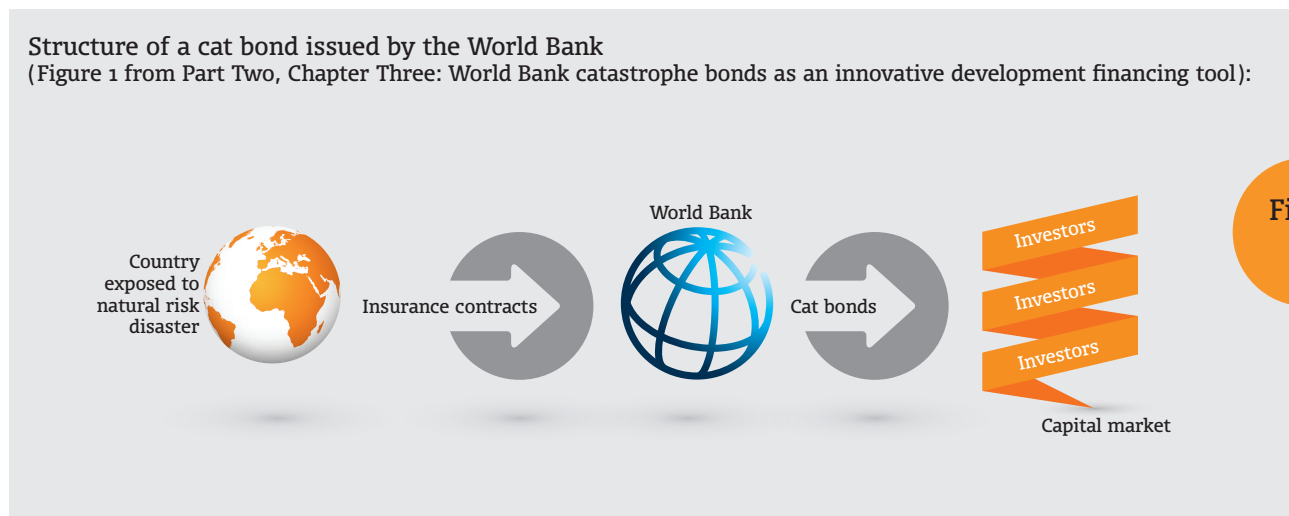 Structure of a cat bond issued by the World Bank
(Figure 1 from Part Two, Chapter Three: World Bank catastrophe bonds as an innovative development financing tool):
Country
exposed to
natural risk
disaster
Insurance contracts
World Bank
Cat bonds
Investors
Investors
Investors
Capital market